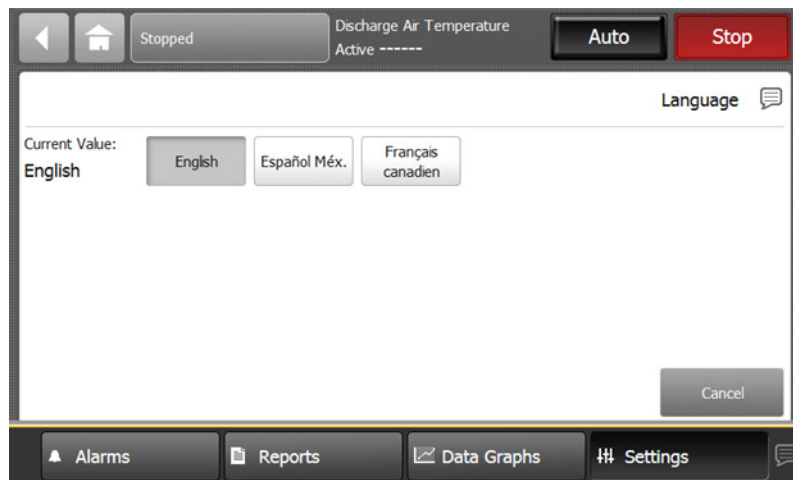 Stopped
Discharge Air Temperature
Active ------
Auto
Stop
Language
Current Value:
English
English
Español Méx.
Français
canadien
Cancel
Alarms
Reports
Data Graphs
Settings